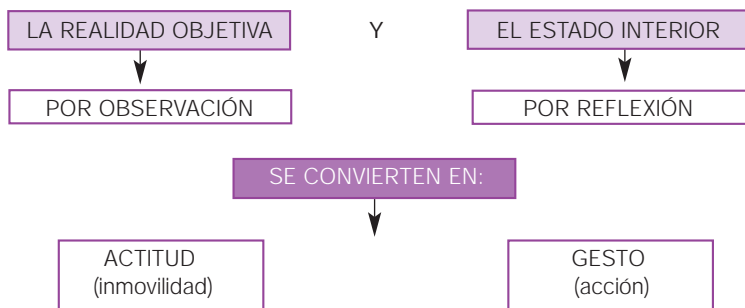 LA REALIDAD OBJETIVA Y EL ESTADO INTERIOR
POR OBSERVACIÓN POR REFLEXIÓN
SE CONVIERTEN EN:
ACTITUD GESTO
(inmovilidad) (acción)